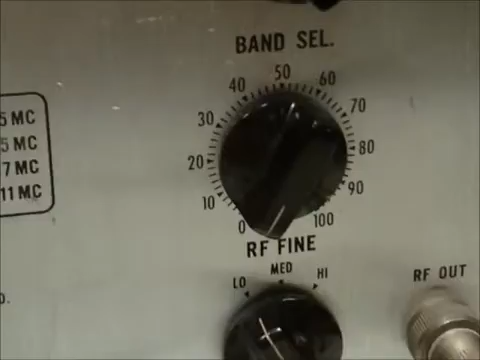 BAND SEL.
40 50 60
30 70
20 80
10 90
0 100
5 MC
5 MC
7 MC
11 MC
RF FINE
LO MED HI
RF OUT
D.